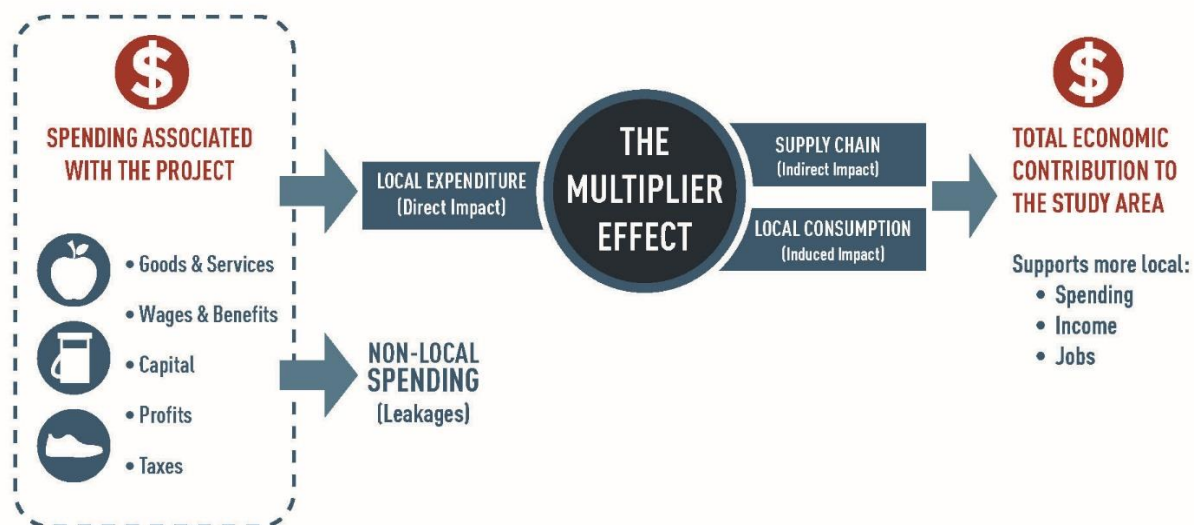 $
SPENDING ASSOCIATED
WITH THE PROJECT
• Goods & Services
• Wages & Benefits
• Capital
• Profits
• Taxes
LOCAL EXPENDITURE
(Direct Impact)
NON-LOCAL
SPENDING
(Leakages)
THE
MULTIPLIER
EFFECT
SUPPLY CHAIN
(Indirect Impact)
LOCAL CONSUMPTION
(Induced Impact)
$
TOTAL ECONOMIC
CONTRIBUTION TO
THE STUDY AREA
Supports more local:
• Spending
• Income
• Jobs